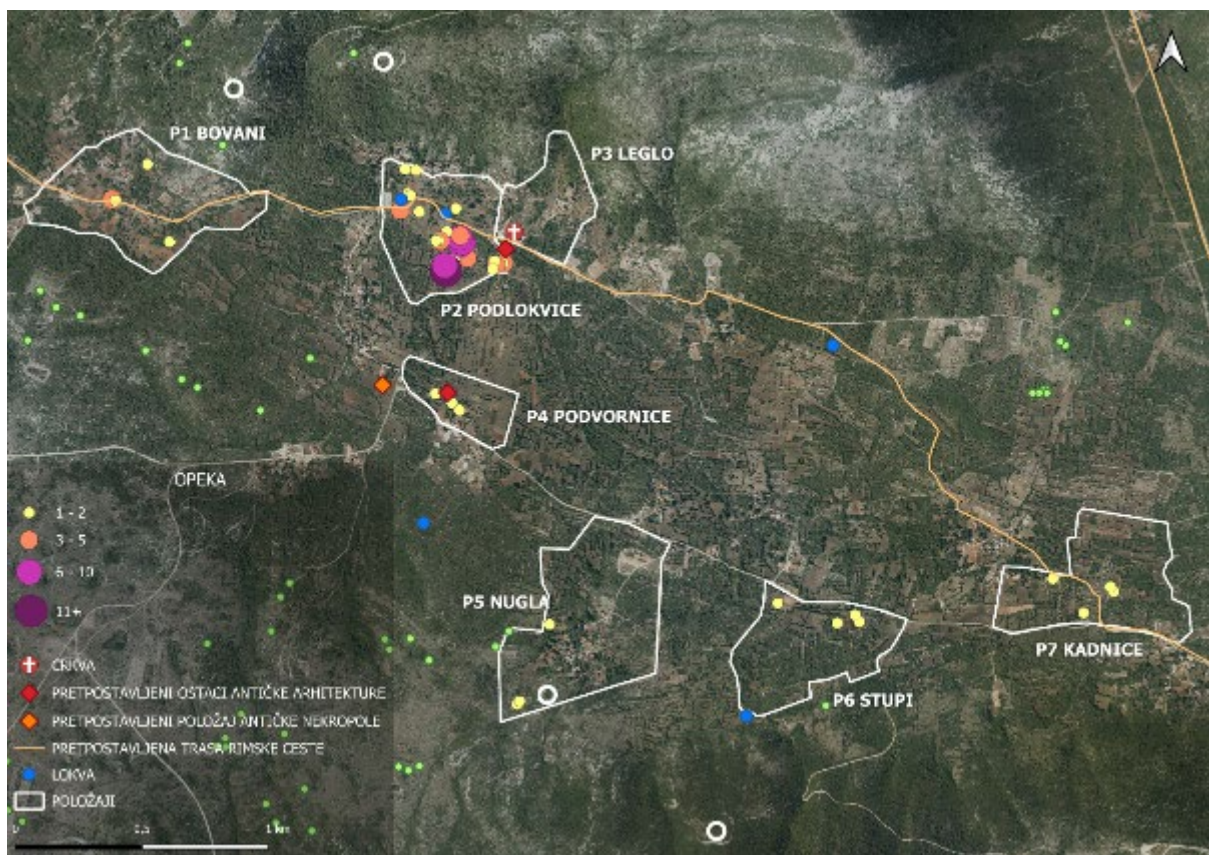 P1 BOVANI
P3 LEGLO
P2 PODLOKVICE
P4 PODVORNICE
OPEKA
1 - 2
3 - 5
6 - 10
11+
P5 NUGLA
P6 STUPI
P7 KADNICE
CRKVA
PRETPOSTAVLJENI OSTACI ANTIČKE ARHITEKTURE
PRETPOSTAVLJENI POLOŽAJ ANTIČKE NEKROPOLE
PRETPOSTAVLJENA TRASA RIMSKE CESTE
LOKVA
POLOŽAJI
0 0,5 1 km